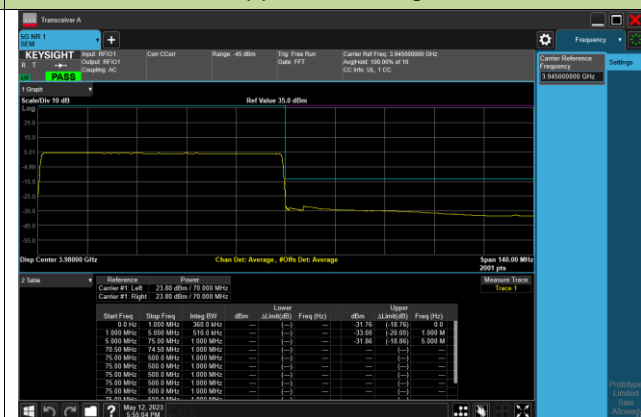 Transceiver A
5G NR 1
SEM
Frequency
KEYSIGHT
R T
LW
PASS
Input: RFIO1
Output: RFIO1
Coupling: AC
Corr CCorr
Range: -45 dBm
Trig: Free Run
Gate: FFT
Carrier Ref Freq: 3.945000000 GHz
Avg|Hold: 100.00% of 10
CC Info: UL, 1 CC
Carrier Reference
Frequency
3.945000000 GHz
Settings
1 Graph
Scale/Div 10 dB
Ref Value 35.0 dBm
Log
25.0
15.0
5.01
-4.99
-15.0
-25.0
-35.0
-45.0
-55.0
Disp Center 3.98000 GHz
Chan Det: Average , #Offs Det: Average
Span 140.00 MHz
2001 pts
2 Table
Reference Power
Carrier #1: Left 23.80 dBm / 70.000 MHz
Carrier #1: Right 23.80 dBm / 70.000 MHz
Measure Trace
Trace 1
Lower Upper
Start Freq Stop Freq Integ BW dBm ΔLimit(dB) Freq (Hz) dBm ΔLimit(dB) Freq (Hz)
0.0 Hz 1.000 MHz 360.0 kHz --- (---) --- -31.76 (-18.76) 0.0
1.000 MHz 5.000 MHz 510.0 kHz --- (---) --- -33.00 (-20.00) 1.000 M
5.000 MHz 75.00 MHz 1.000 MHz --- (---) --- -31.86 (-18.86) 5.000 M
70.50 MHz 74.50 MHz 1.000 MHz --- (---) --- --- (---) ---
75.00 MHz 500.0 MHz 1.000 MHz --- (---) --- --- (---) ---
75.00 MHz 500.0 MHz 1.000 MHz --- (---) --- --- (---) ---
75.00 MHz 500.0 MHz 1.000 MHz --- (---) --- --- (---) ---
75.00 MHz 500.0 MHz 1.000 MHz --- (---) --- --- (---) ---
75.00 MHz 500.0 MHz 1.000 MHz --- (---) --- --- (---) ---
May 12, 2023
5:55:04 PM
Prototype
Limited
Sale
Allowed